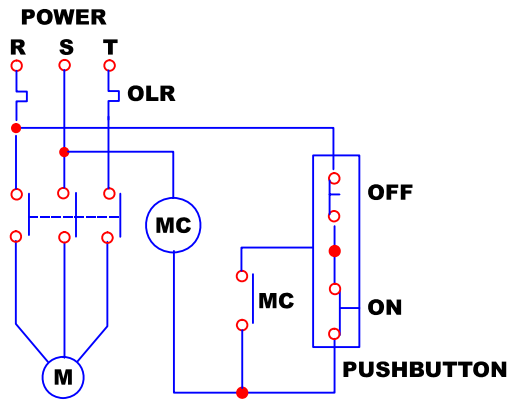 POWER
R S T
OLR
OFF
MC
MC
ON
PUSHBUTTON
M